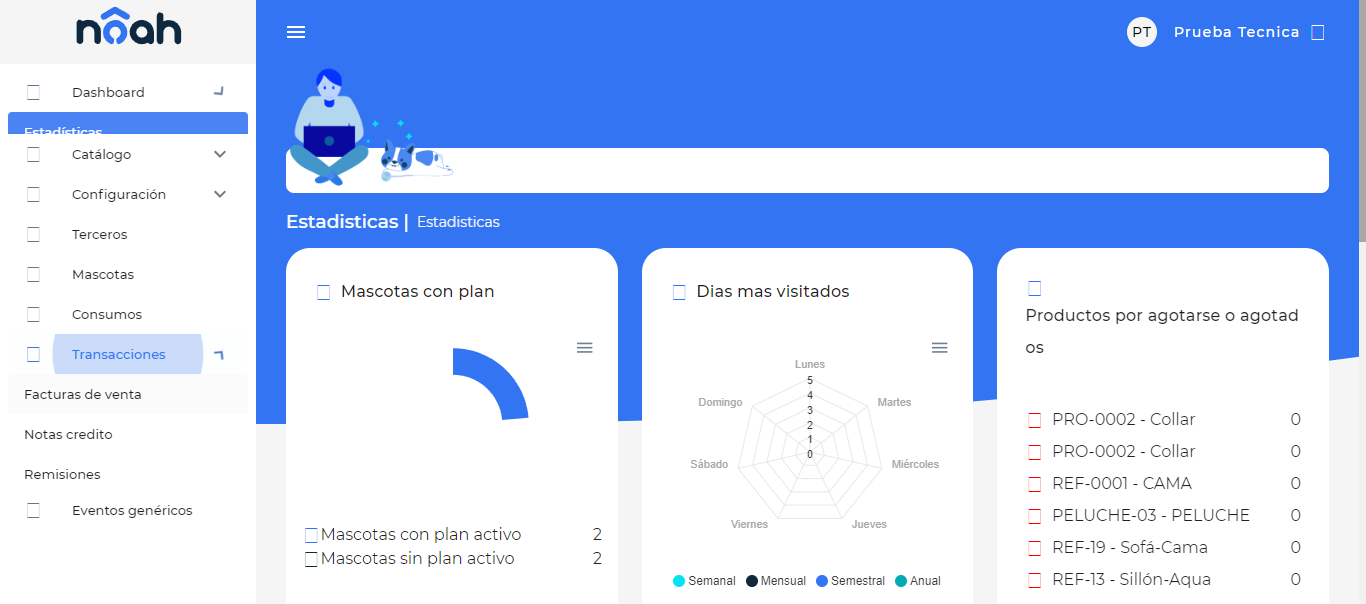 nôah
PT Prueba Tecnica
Dashboard
Estadísticas
Catálogo
Configuración
Terceros
Mascotas
Consumos
Transacciones
Facturas de venta
Notas credito
Remisiones
Eventos genéricos
Estadisticas | Estadisticas
Mascotas con plan
Mascotas con plan activo 2
Mascotas sin plan activo 2
Dias mas visitados
Lunes
5
4
3
2
1
0
Domingo
Martes
Sábado
Miércoles
Viernes
Jueves
Semanal Mensual Semestral Anual
Productos por agotarse o agotad
os
PRO-0002 - Collar 0
PRO-0002 - Collar 0
REF-0001 - CAMA 0
PELUCHE-03 - PELUCHE 0
REF-19 - Sofá-Cama 0
REF-13 - Sillón-Aqua 0